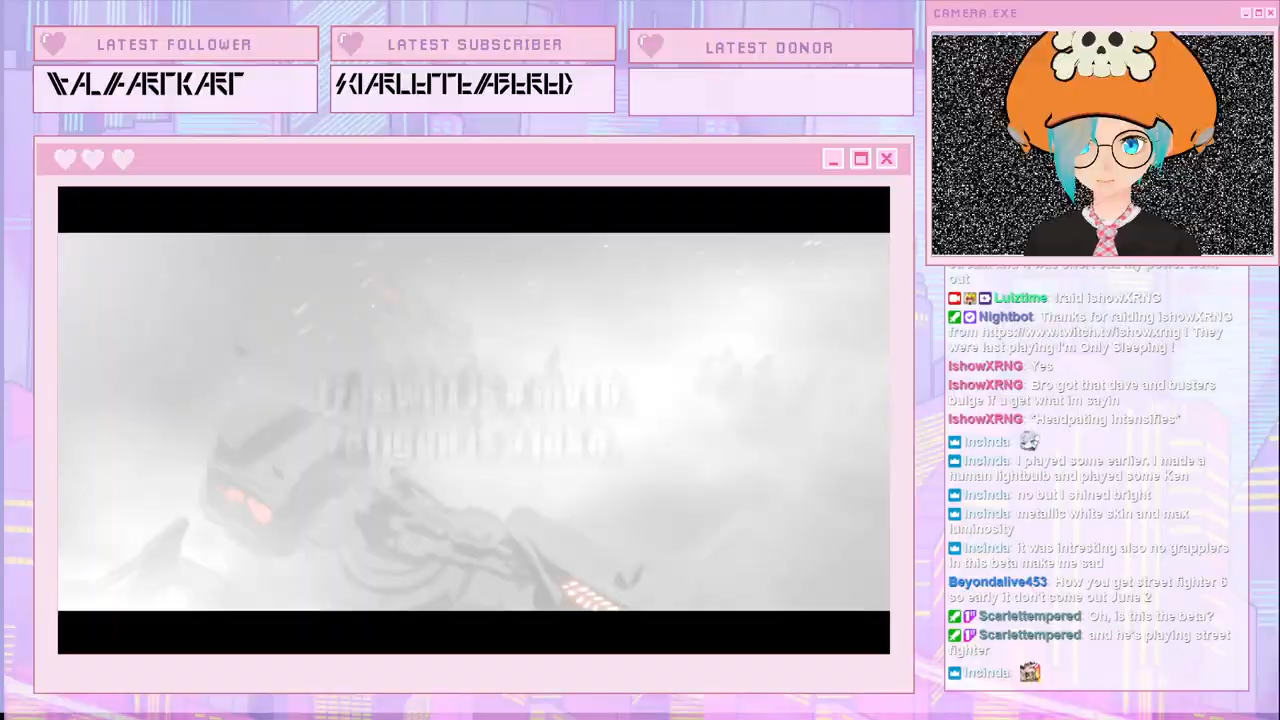 CAMERA.EXE
LATEST FOLLOWER
LATEST SUBSCRIBER
LATEST DONOR
SCARLETTEMPERED
out
Luiztime !raid ishowXRNG
Nightbot Thanks for raiding ishowXRNG
from https://www.twitch.tv/ishowxrng ! They
were last playing I'm Only Sleeping !
IshowXRNG Yes
IshowXRNG Bro got that dave and busters
bulge if u get what im sayin
IshowXRNG *Headpating intensifies*
Incinda
Incinda I played some earlier. I made a
human lightbulb and played some Ken
Incinda no but I shined bright
Incinda metallic white skin and max
luminosity
Incinda it was intresting also no grapplers
in this beta make me sad
Beyondalive453 How you get street fighter 6
so early it don't come out June 2
Scarlettempered Oh, is this the beta?
Scarlettempered and he's playing street
fighter
Incinda